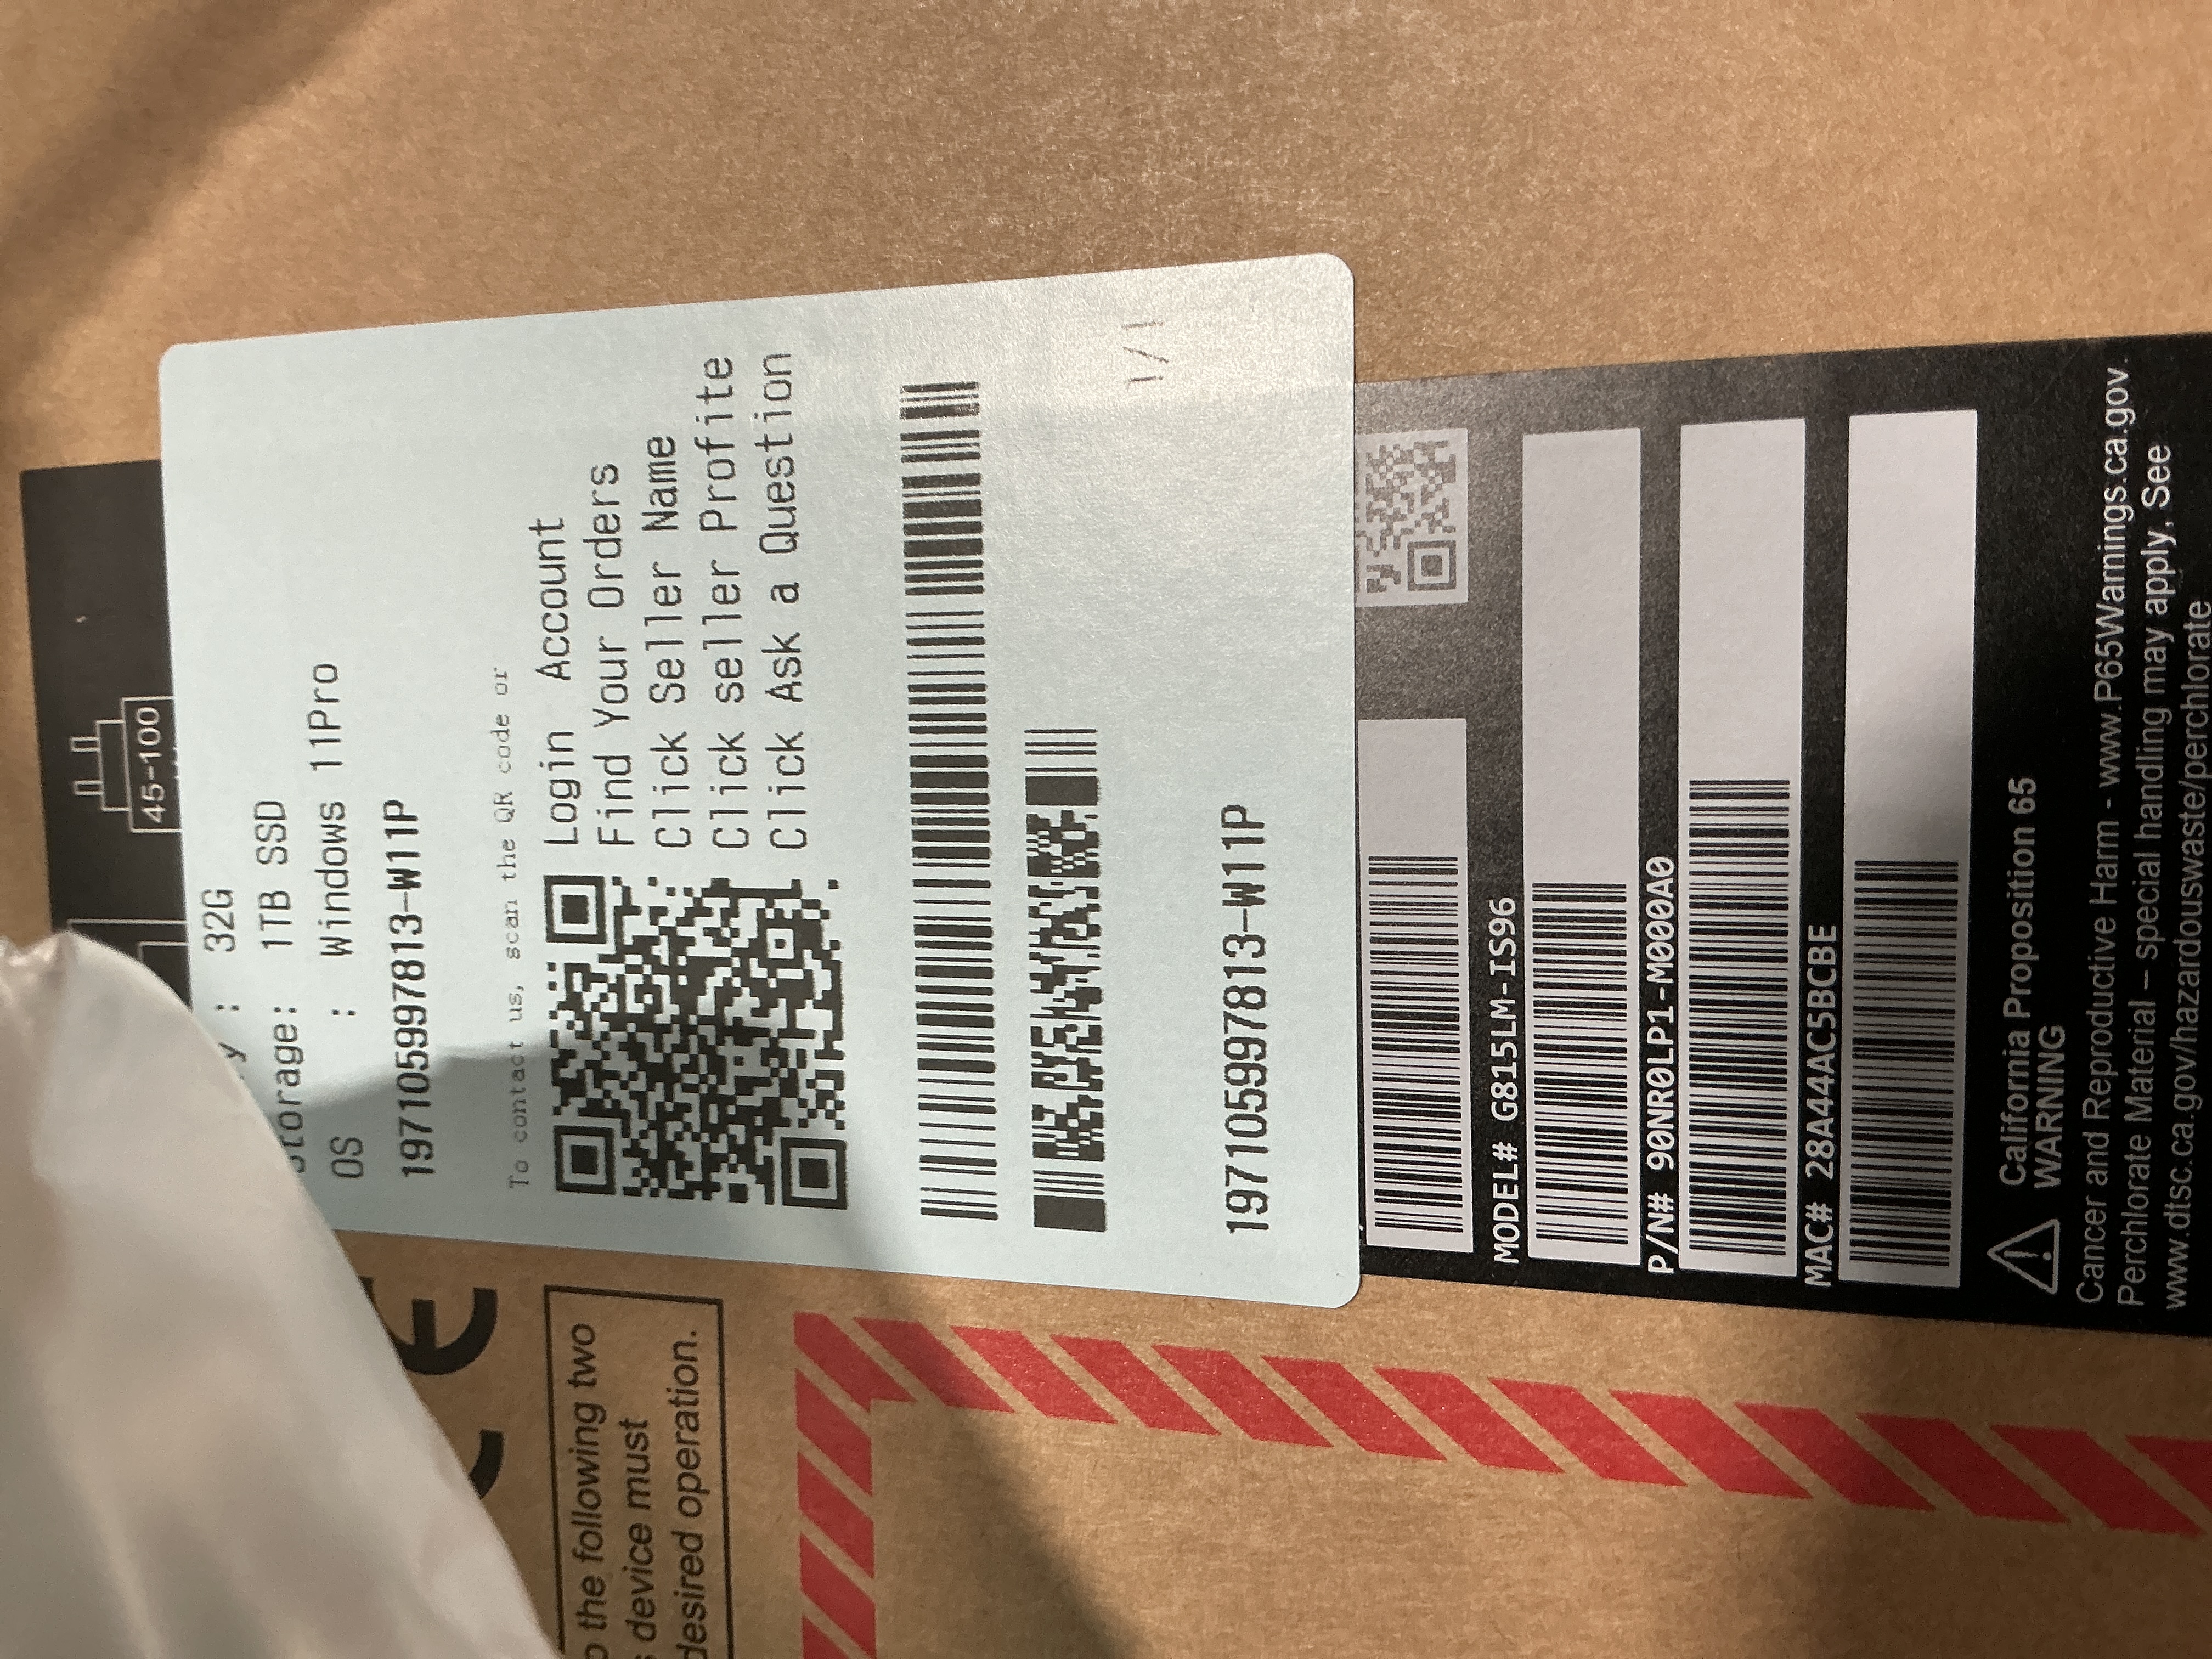 45-100
: 32G
Storage: 1TB SSD
OS : Windows 11Pro
197105997813-W11P
To contact us, scan the QR code or
Login Account
Find Your Orders
Click Seller Name
Click seller Profite
Click Ask a Question
1/1
197105997813-W11P
MODEL# G815LM-IS96
P/N# 90NR0LP1-M000A0
MAC# 28A44AC5BCBE
California Proposition 65
WARNING
Cancer and Reproductive Harm - www.P65Warnings.ca.gov.
Perchlorate Material – special handling may apply. See
www.dtsc.ca.gov/hazardouswaste/perchlorate
CE
the following two
device must
desired operation.